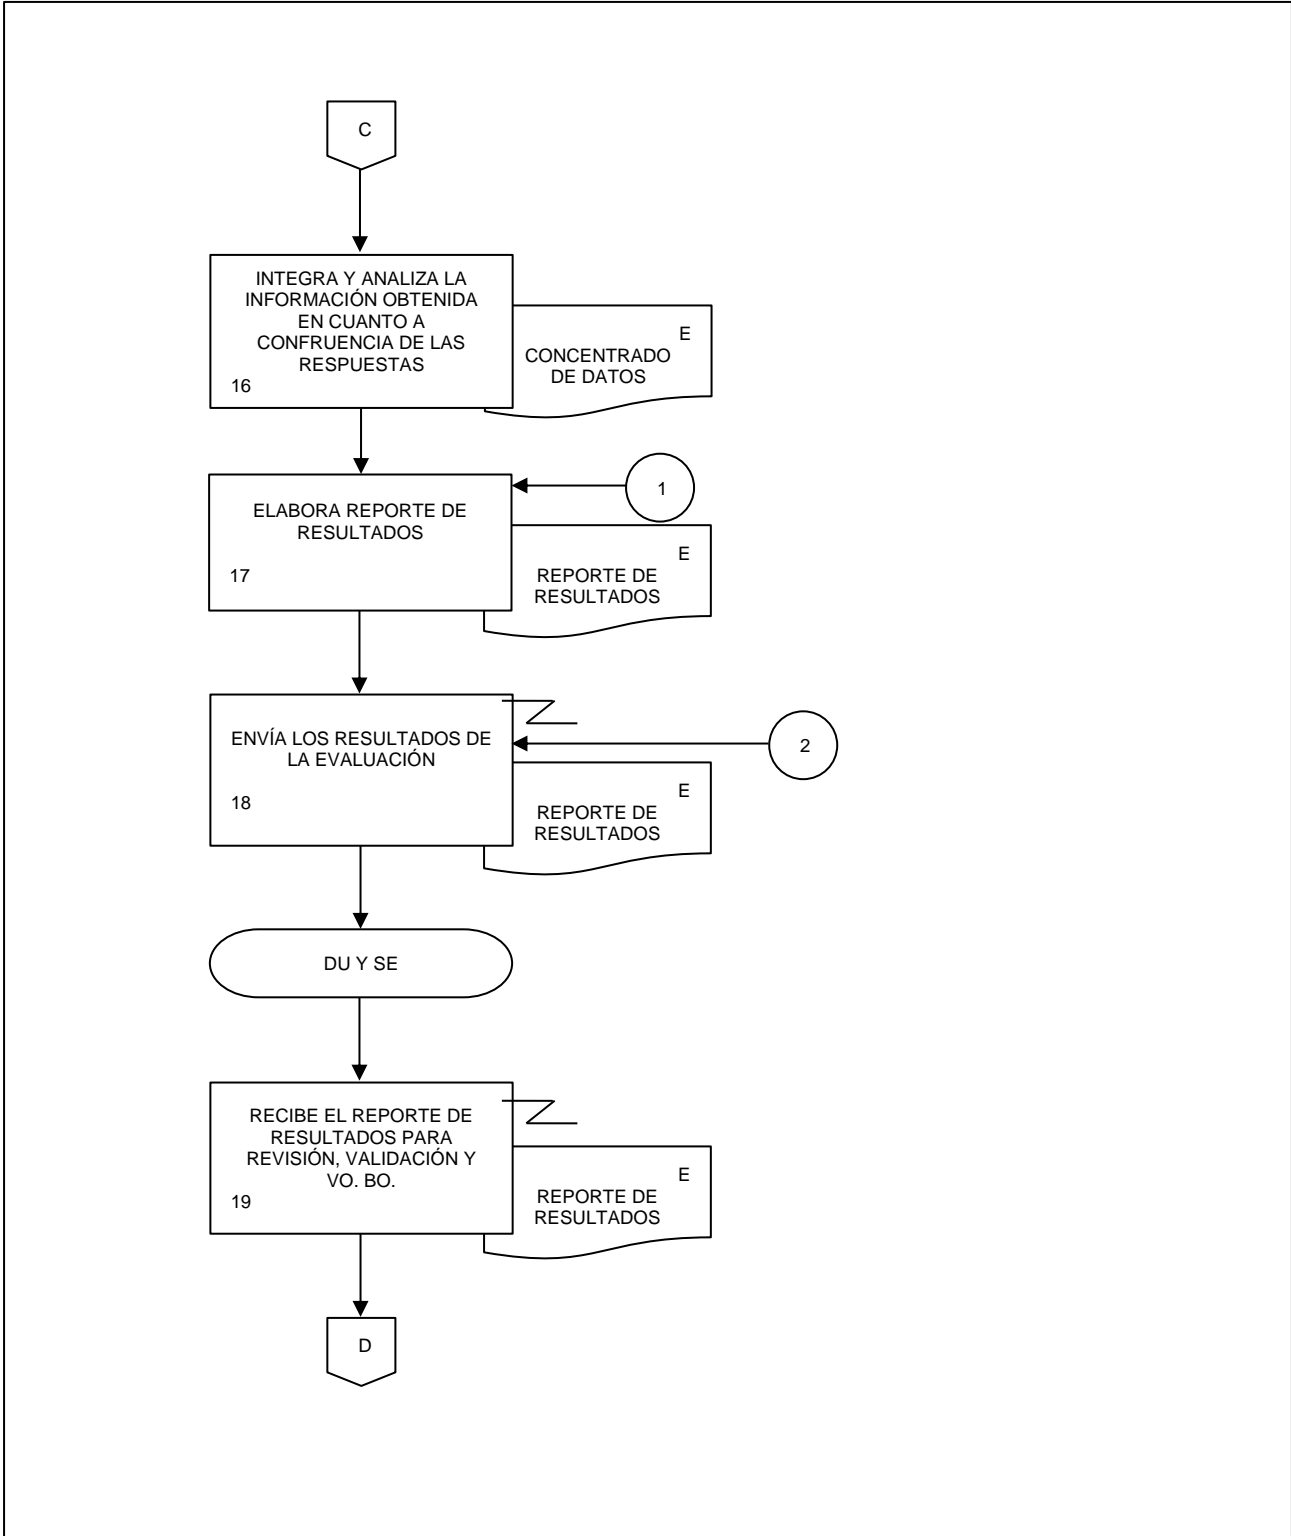 C
INTEGRA Y ANALIZA LA
INFORMACIÓN OBTENIDA
EN CUANTO A
CONFRUENCIA DE LAS
RESPUESTAS
16
E
CONCENTRADO
DE DATOS
1
ELABORA REPORTE DE
RESULTADOS
17
E
REPORTE DE
RESULTADOS
ENVÍA LOS RESULTADOS DE
LA EVALUACIÓN
18
2
E
REPORTE DE
RESULTADOS
DU Y SE
RECIBE EL REPORTE DE
RESULTADOS PARA
REVISIÓN, VALIDACIÓN Y
VO. BO.
19
E
REPORTE DE
RESULTADOS
D